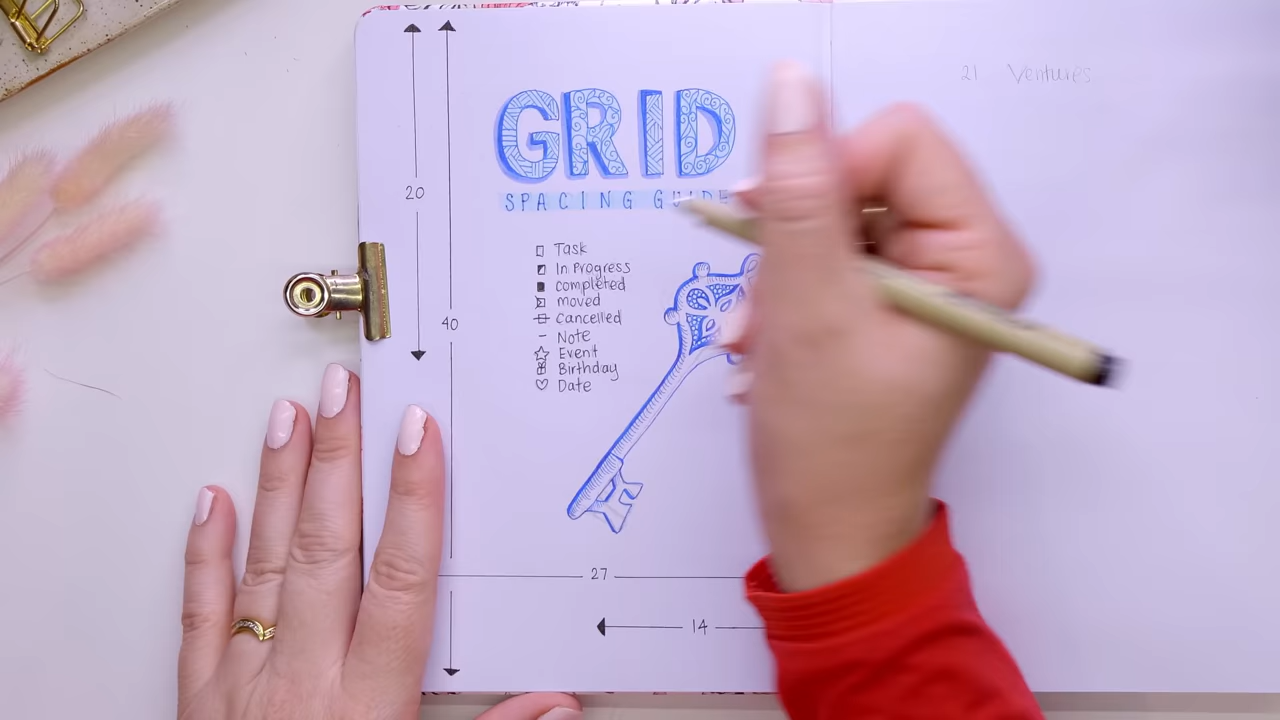 GRID
SPACING GUIDE
Task
In Progress
completed
moved
Cancelled
Note
Event
Birthday
Date
20
40
27
14
21 Ventures